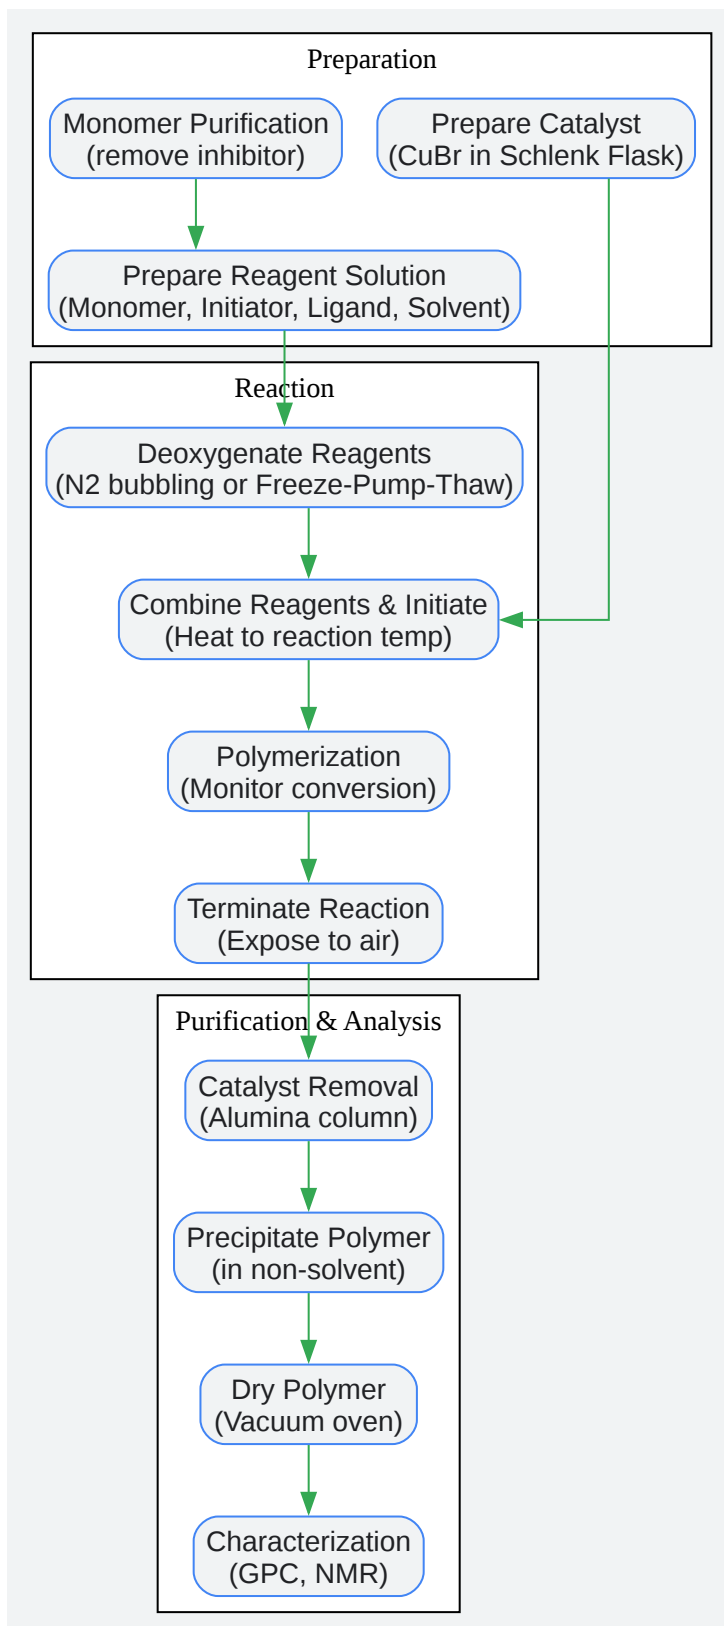 Preparation
Monomer Purification
(remove inhibitor)
Prepare Catalyst
(CuBr in Schlenk Flask)
Prepare Reagent Solution
(Monomer, Initiator, Ligand, Solvent)
Reaction
Deoxygenate Reagents
(N2 bubbling or Freeze-Pump-Thaw)
Combine Reagents & Initiate
(Heat to reaction temp)
Polymerization
(Monitor conversion)
Terminate Reaction
(Expose to air)
Purification & Analysis
Catalyst Removal
(Alumina column)
Precipitate Polymer
(in non-solvent)
Dry Polymer
(Vacuum oven)
Characterization
(GPC, NMR)